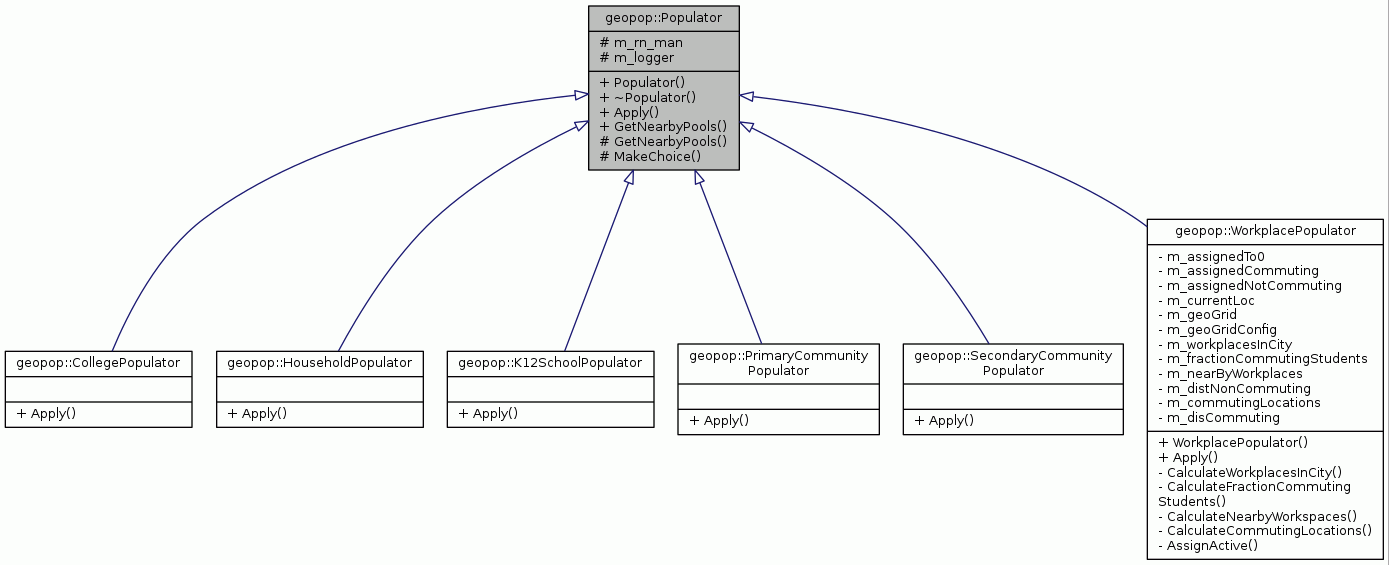 geopop::Populator
# m_rn_man
# m_logger
+ Populator()
+ ~Populator()
+ Apply()
+ GetNearbyPools()
# GetNearbyPools()
# MakeChoice()
geopop::CollegePopulator
+ Apply()
geopop::HouseholdPopulator
+ Apply()
geopop::K12SchoolPopulator
+ Apply()
geopop::PrimaryCommunity
Populator
+ Apply()
geopop::SecondaryCommunity
Populator
+ Apply()
geopop::WorkplacePopulator
- m_assignedTo0
- m_assignedCommuting
- m_assignedNotCommuting
- m_currentLoc
- m_geoGrid
- m_geoGridConfig
- m_workplacesInCity
- m_fractionCommutingStudents
- m_nearByWorkplaces
- m_distNonCommuting
- m_commutingLocations
- m_disCommuting
+ WorkplacePopulator()
+ Apply()
- CalculateWorkplacesInCity()
- CalculateFractionCommuting
Students()
- CalculateNearbyWorkspaces()
- CalculateCommutingLocations()
- AssignActive()